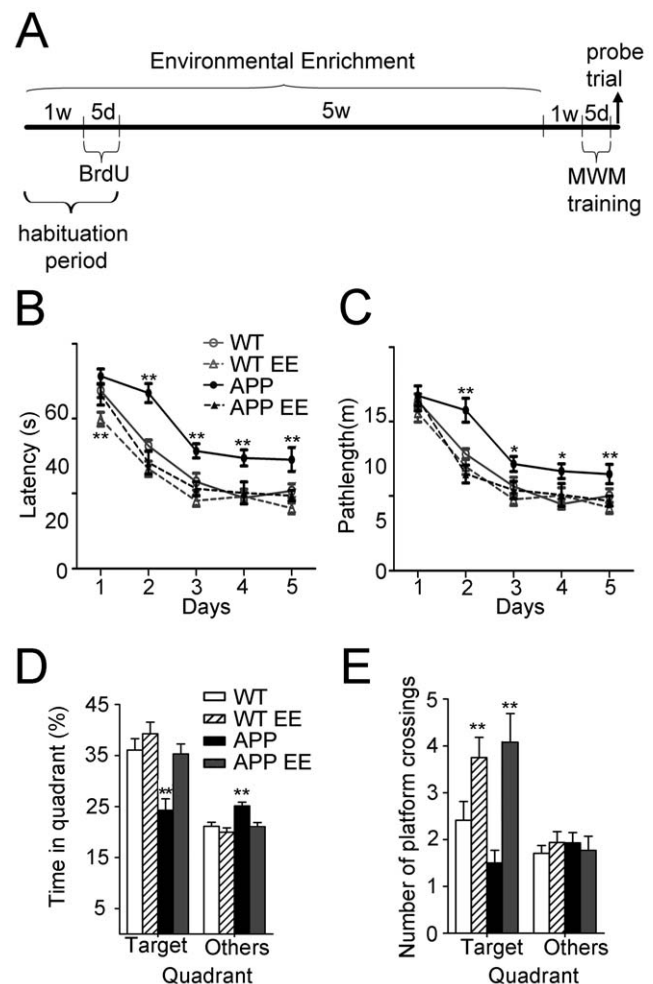 A
Environmental Enrichment
probe
trial
1w 5d 5w 1w 5d
BrdU
MWM
training
habituation
period
B
WT
WT EE
APP
APP EE
Latency (s)
60
40
20
0
** ** ** ** **
1 2 3 4 5
Days
C
Pathlength(m)
15
10
5
0
** * * **
1 2 3 4 5
Days
D
WT
WT EE
APP
APP EE
Time in quadrant (%)
45
35
25
15
5
** **
Target Others
Quadrant
E
Number of platform crossings
5
4
3
2
1
0
** **
Target Others
Quadrant